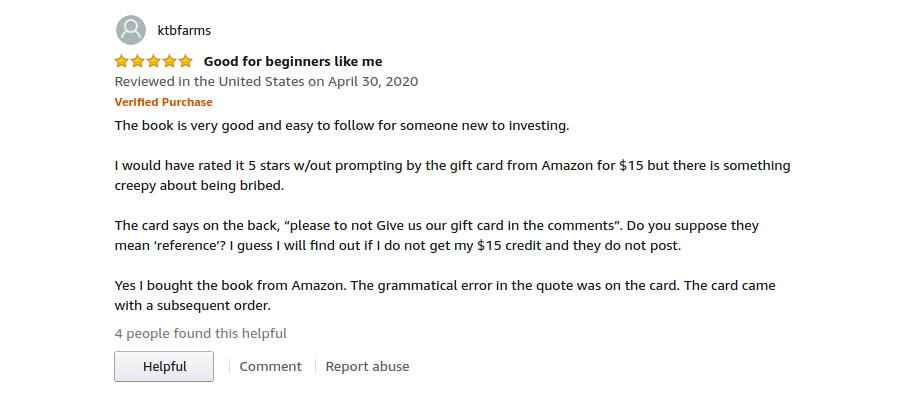 ktbfarms
Good for beginners like me
Reviewed in the United States on April 30, 2020
Verified Purchase
The book is very good and easy to follow for someone new to investing.
I would have rated it 5 stars w/out prompting by the gift card from Amazon for $15 but there is something
creepy about being bribed.
The card says on the back, “please to not Give us our gift card in the comments”. Do you suppose they
mean ‘reference’? I guess I will find out if I do not get my $15 credit and they do not post.
Yes I bought the book from Amazon. The grammatical error in the quote was on the card. The card came
with a subsequent order.
4 people found this helpful
Helpful
Comment
Report abuse